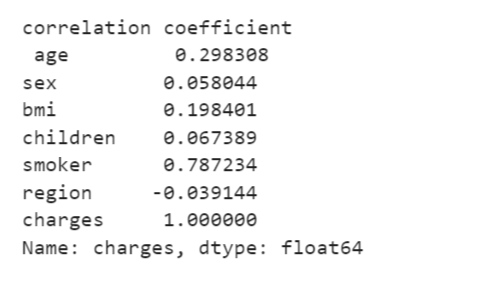 correlation coefficient
age 0.298308
sex 0.058044
bmi 0.198401
children 0.067389
smoker 0.787234
region -0.039144
charges 1.000000
Name: charges, dtype: float64